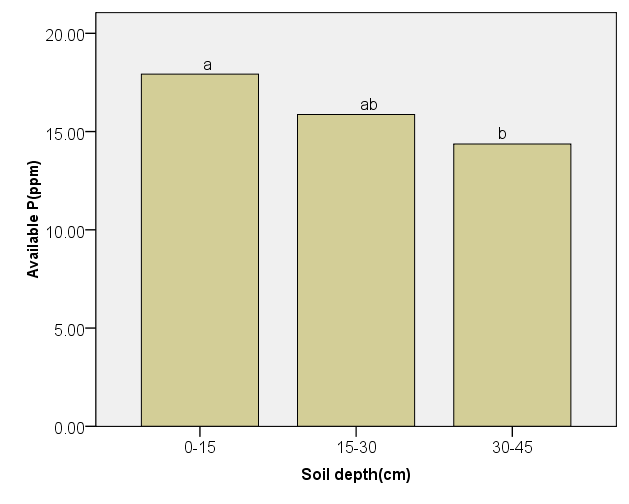 20.00
15.00
10.00
5.00
0.00
Available P(ppm)
a
ab
b
0-15
15-30
30-45
Soil depth(cm)